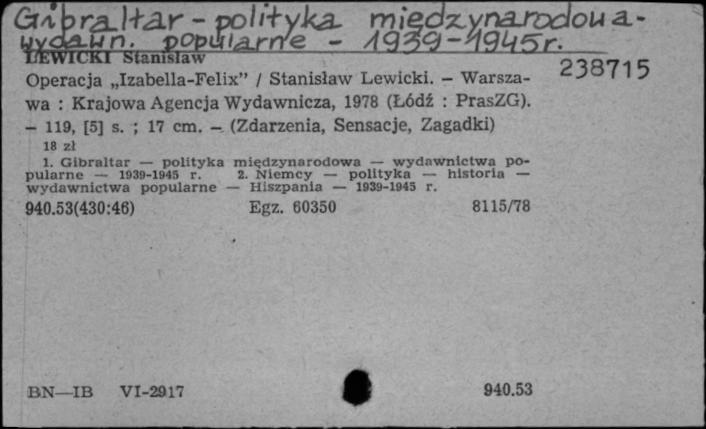 Gibraltar - polityka międzynarodowa -
wydawn. popularne - 1939-1945r.
LEWICKI Stanisław
238715
Operacja „Izabella-Felix” / Stanisław Lewicki. — Warsza-
wa : Krajowa Agencja Wydawnicza, 1978 (Łódź : PrasZG).
— 119, [5] s. ; 17 cm. — (Zdarzenia, Sensacje, Zagadki)
18 zł
1. Gibraltar — polityka międzynarodowa — wydawnictwa po-
pularne — 1939-1945 r. 2. Niemcy — polityka — historia —
wydawnictwa popularne — Hiszpania — 1939-1945 r.
940.53(430:46) Egz. 60350 8115/78
BN—IB VI-2917 940.53